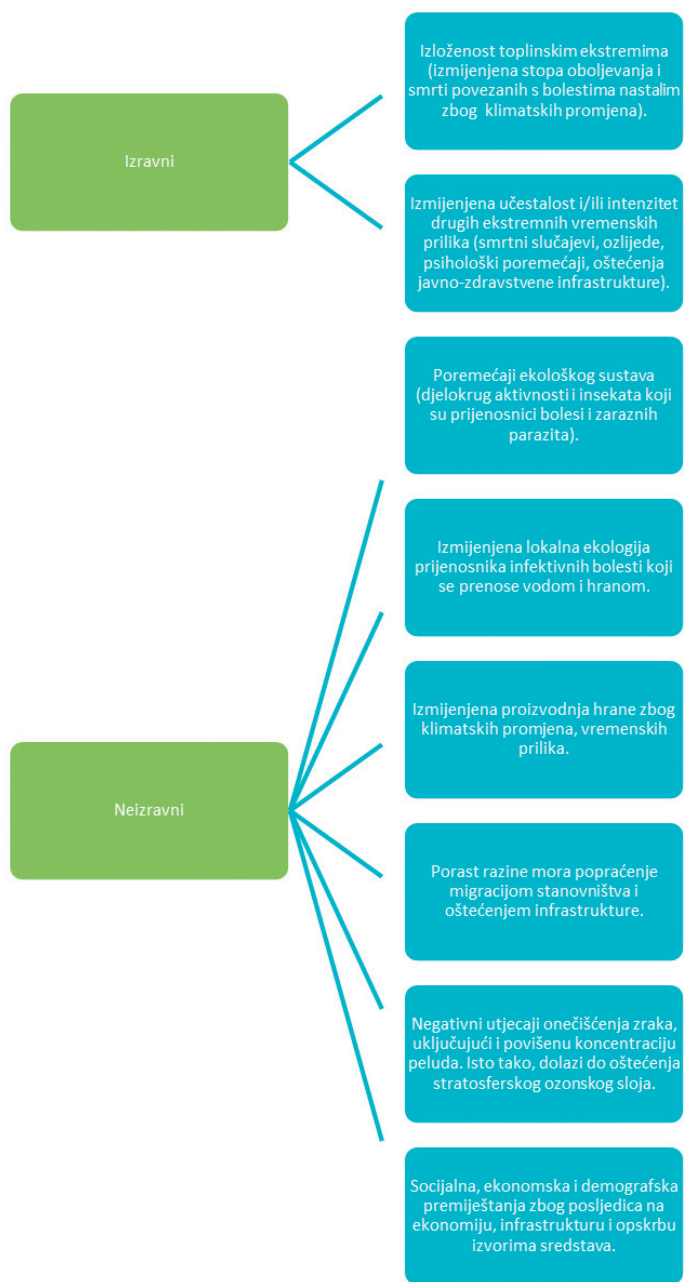 Izravni
Izloženost toplinskim ekstremima
(izmijenjena stopa oboljevanja i
smrti povezanih s bolestima nastalim
zbog klimatskih promjena).
Izmijenjena učestalost i/ili intenzitet
drugih ekstremnih vremenskih
prilika (smrtni slučajevi, ozlijede,
psihološki poremećaji, oštećenja
javno-zdravstvene infrastrukture).
Neizravni
Poremećaji ekološkog sustava
(djelokrug aktivnosti i insekata koji
su prijenosnici bolesi i zaraznih
parazita).
Izmijenjena lokalna ekologija
prijenosnika infektivnih bolesti koji
se prenose vodom i hranom.
Izmijenjena proizvodnja hrane zbog
klimatskih promjena, vremenskih
prilika.
Porast razine mora popraćenje
migracijom stanovništva i
oštećenjem infrastrukture.
Negativni utjecaji onečišćenja zraka,
uključujući i povišenu koncentraciju
peluda. Isto tako, dolazi do oštećenja
stratosferskog ozonskog sloja.
Socijalna, ekonomska i demografska
premiještanja zbog posljedica na
ekonomiju, infrastrukturu i opskrbu
izvorima sredstava.